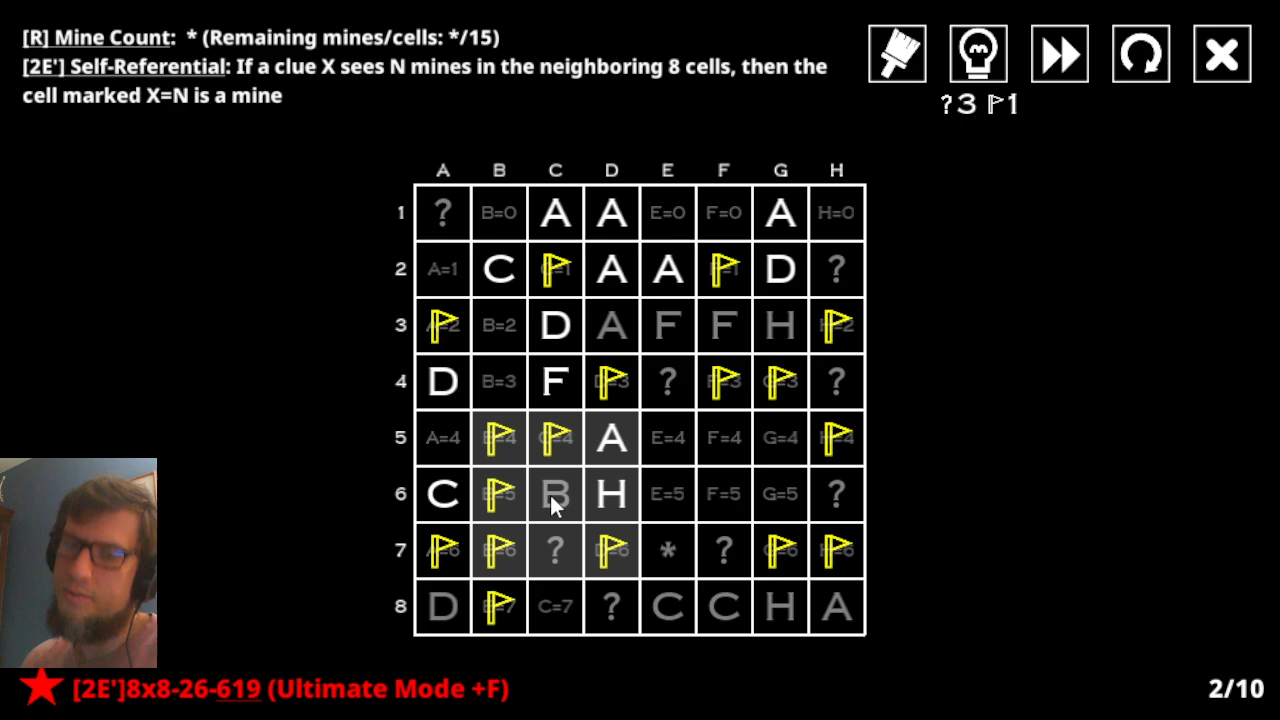 [R] Mine Count: * (Remaining mines/cells: */15)
[2E'] Self-Referential: If a clue X sees N mines in the neighboring 8 cells, then the
cell marked X=N is a mine
?3 1
A B C D E F G H
1 ? B=0 A A E=0 F=0 A H=0
2 A=1 C A A D ?
3 B=2 D A F F H
4 D B=3 F ? ?
5 A=4 A E=4 F=4 G=4
6 C B H E=5 F=5 G=5 ?
7 ? * ?
8 D C=7 ? C C H A
[2E']8x8-26-619 (Ultimate Mode +F)
2/10